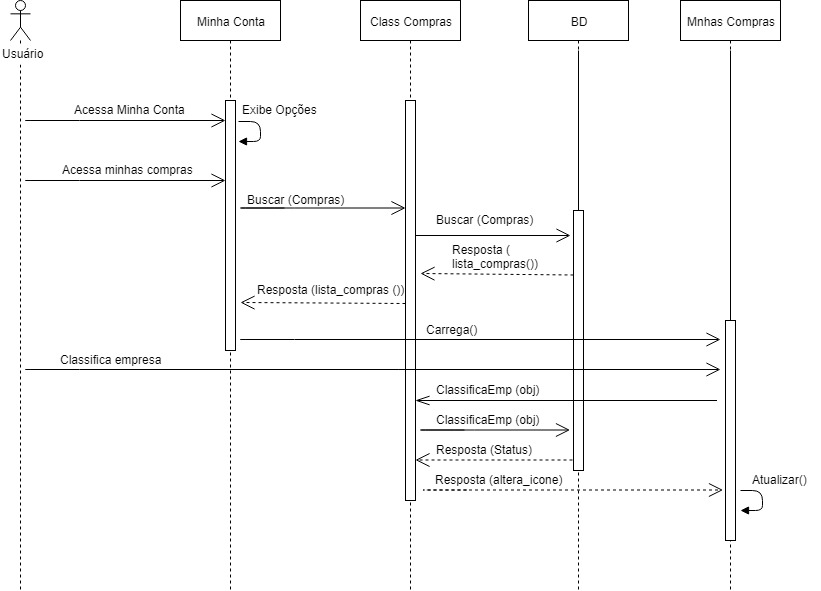 Minha Conta
Class Compras
BD
Mnhas Compras
Usuário
Acessa Minha Conta
Exibe Opções
Acessa minhas compras
Buscar (Compras)
Buscar (Compras)
Resposta (
lista_compras())
Resposta (lista_compras ())
Carrega()
Classifica empresa
ClassificaEmp (obj)
ClassificaEmp (obj)
Resposta (Status)
Resposta (altera_icone)
Atualizar()